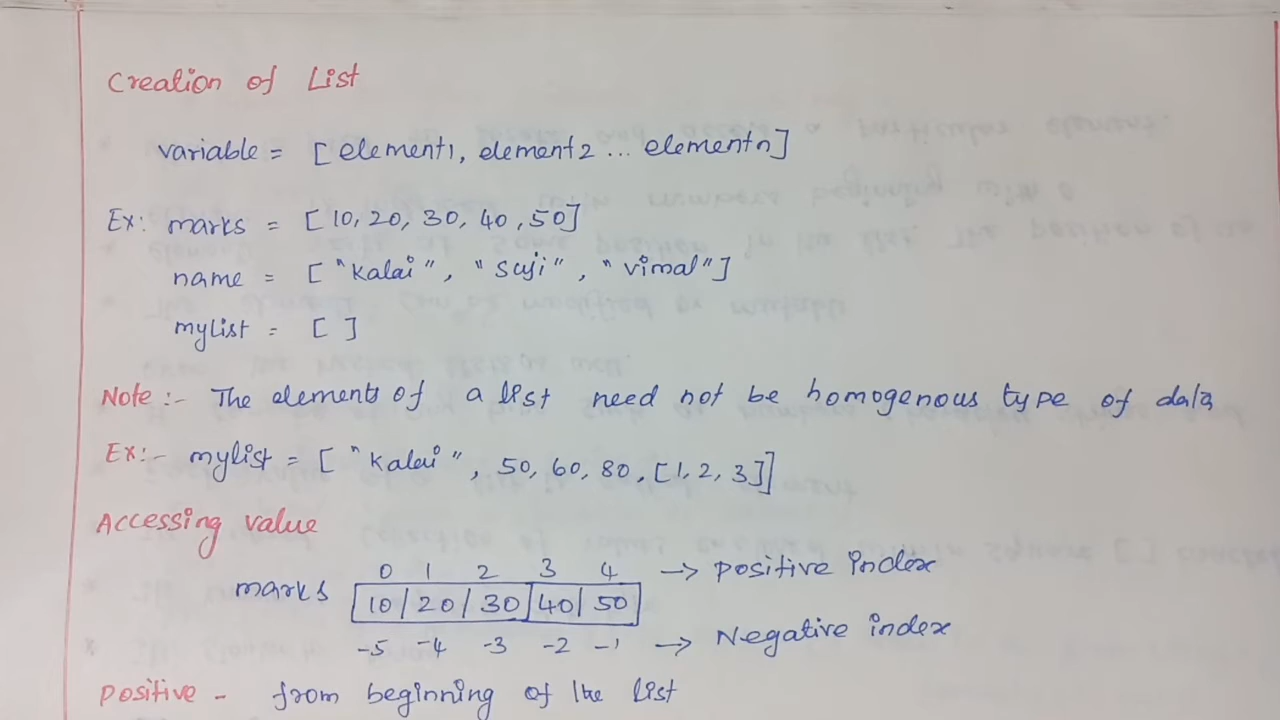 Creation of List
variable = [element1, element2 ... elementn]
Ex: marks = [10, 20, 30, 40, 50]
name = ["Kalai", "Suji", "Vimal"]
mylist = [ ]
Note:- The elements of a list need not be homogenous type of data
Ex:- mylist = ["Kalai", 50, 60, 80, [1, 2, 3]]
Accessing value
0 1 2 3 4 → positive index
marks 10 | 20 | 30 | 40 | 50
-5 -4 -3 -2 -1 → Negative index
positive - from beginning of the list